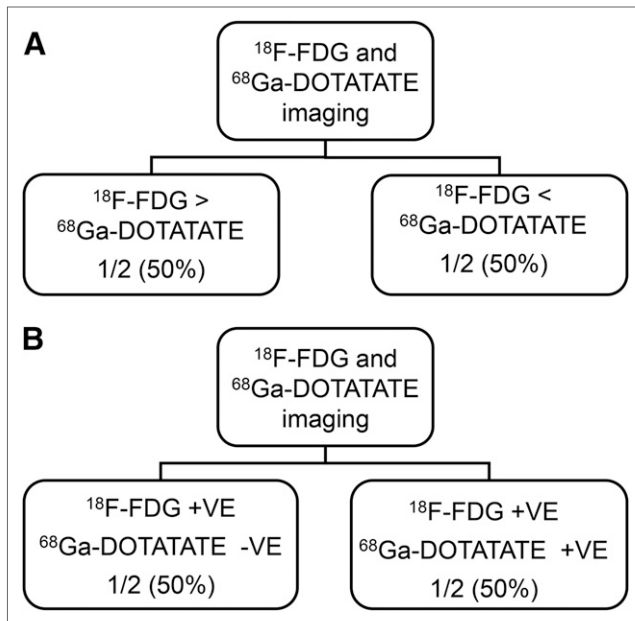 A
¹⁸F-FDG and
⁶⁸Ga-DOTATATE
imaging
¹⁸F-FDG >
⁶⁸Ga-DOTATATE
1/2 (50%)
¹⁸F-FDG <
⁶⁸Ga-DOTATATE
1/2 (50%)
B
¹⁸F-FDG and
⁶⁸Ga-DOTATATE
imaging
¹⁸F-FDG +VE
⁶⁸Ga-DOTATATE -VE
1/2 (50%)
¹⁸F-FDG +VE
⁶⁸Ga-DOTATATE +VE
1/2 (50%)